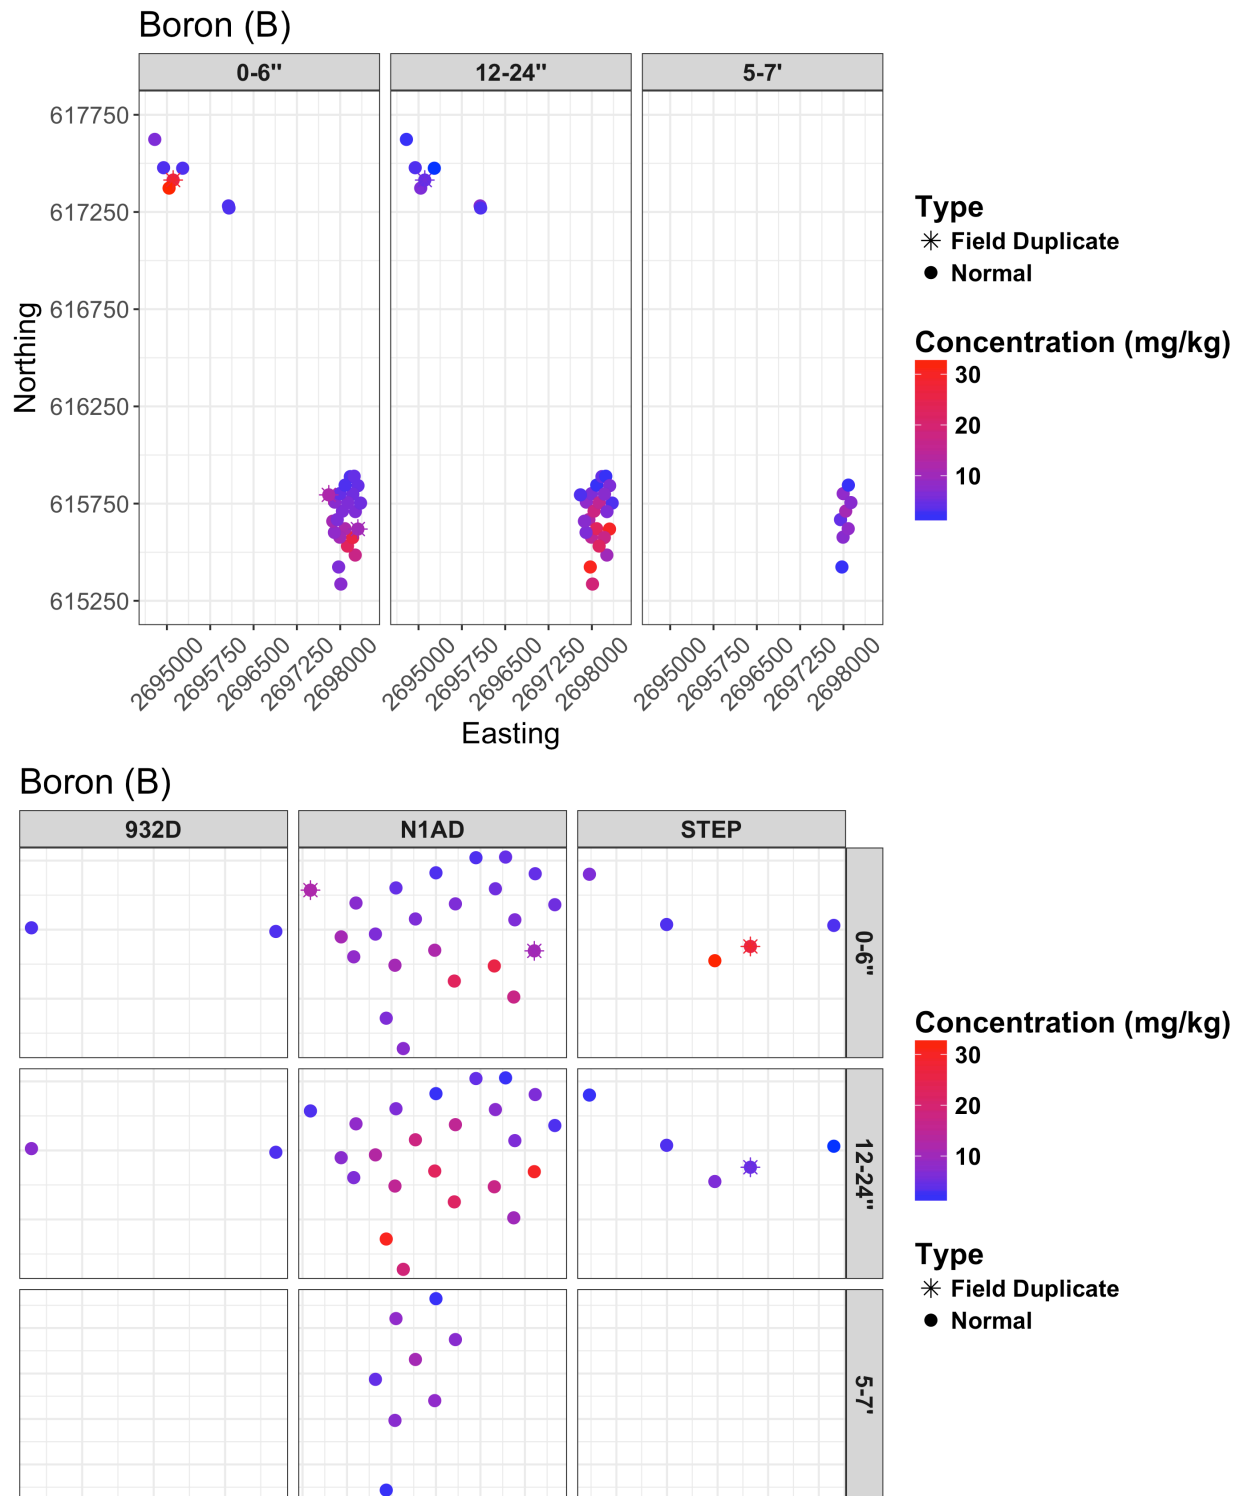 Boron (B)
0-6"
12-24"
5-7'
617750
617250
616750
616250
615750
615250
Northing
2695000
2695750
2696500
2697250
2698000
2695000
2695750
2696500
2697250
2698000
2695000
2695750
2696500
2697250
2698000
Easting
Type
Field Duplicate
Normal
Concentration (mg/kg)
30
20
10
Boron (B)
932D
N1AD
STEP
0-6"
12-24"
5-7'
Concentration (mg/kg)
30
20
10
Type
Field Duplicate
Normal